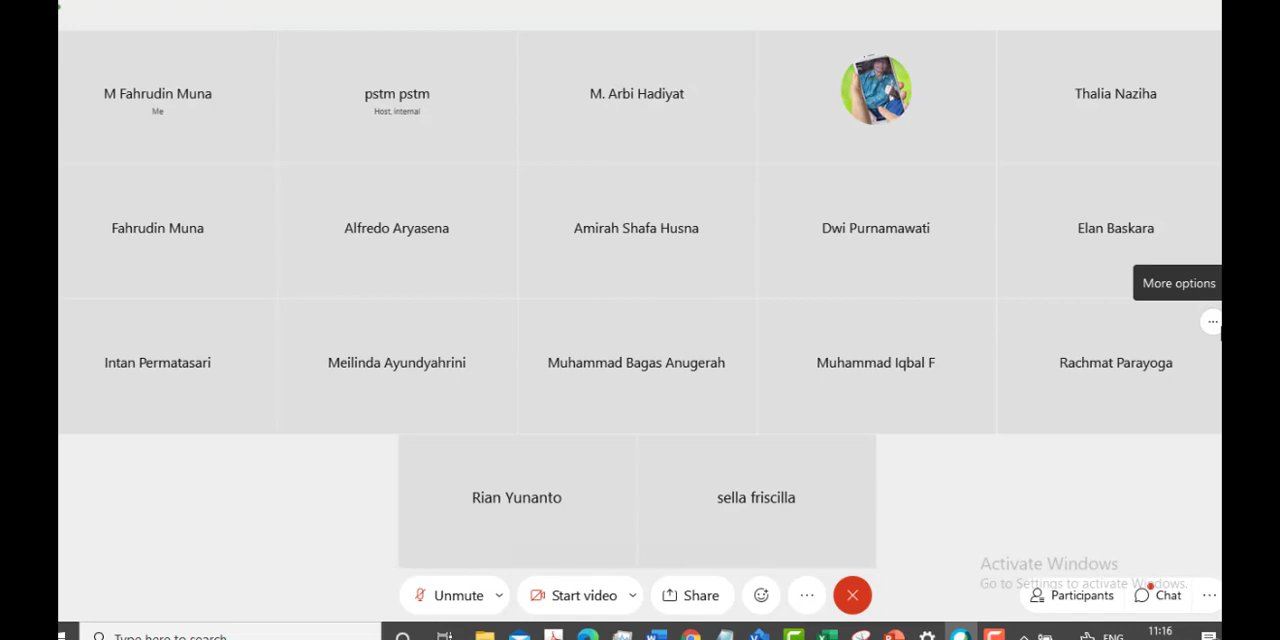 M Fahrudin Muna
Me
pstm pstm
Host, internal
M. Arbi Hadiyat
Thalia Naziha
Fahrudin Muna
Alfredo Aryasena
Amirah Shafa Husna
Dwi Purnamawati
Elan Baskara
More options
Intan Permatasari
Meilinda Ayundyahrini
Muhammad Bagas Anugerah
Muhammad Iqbal F
Rachmat Parayoga
Rian Yunanto
sella friscilla
Activate Windows
Go to Settings to activate Windows.
Unmute
Start video
Share
Participants
Chat
Type here to search
ENG
11:16